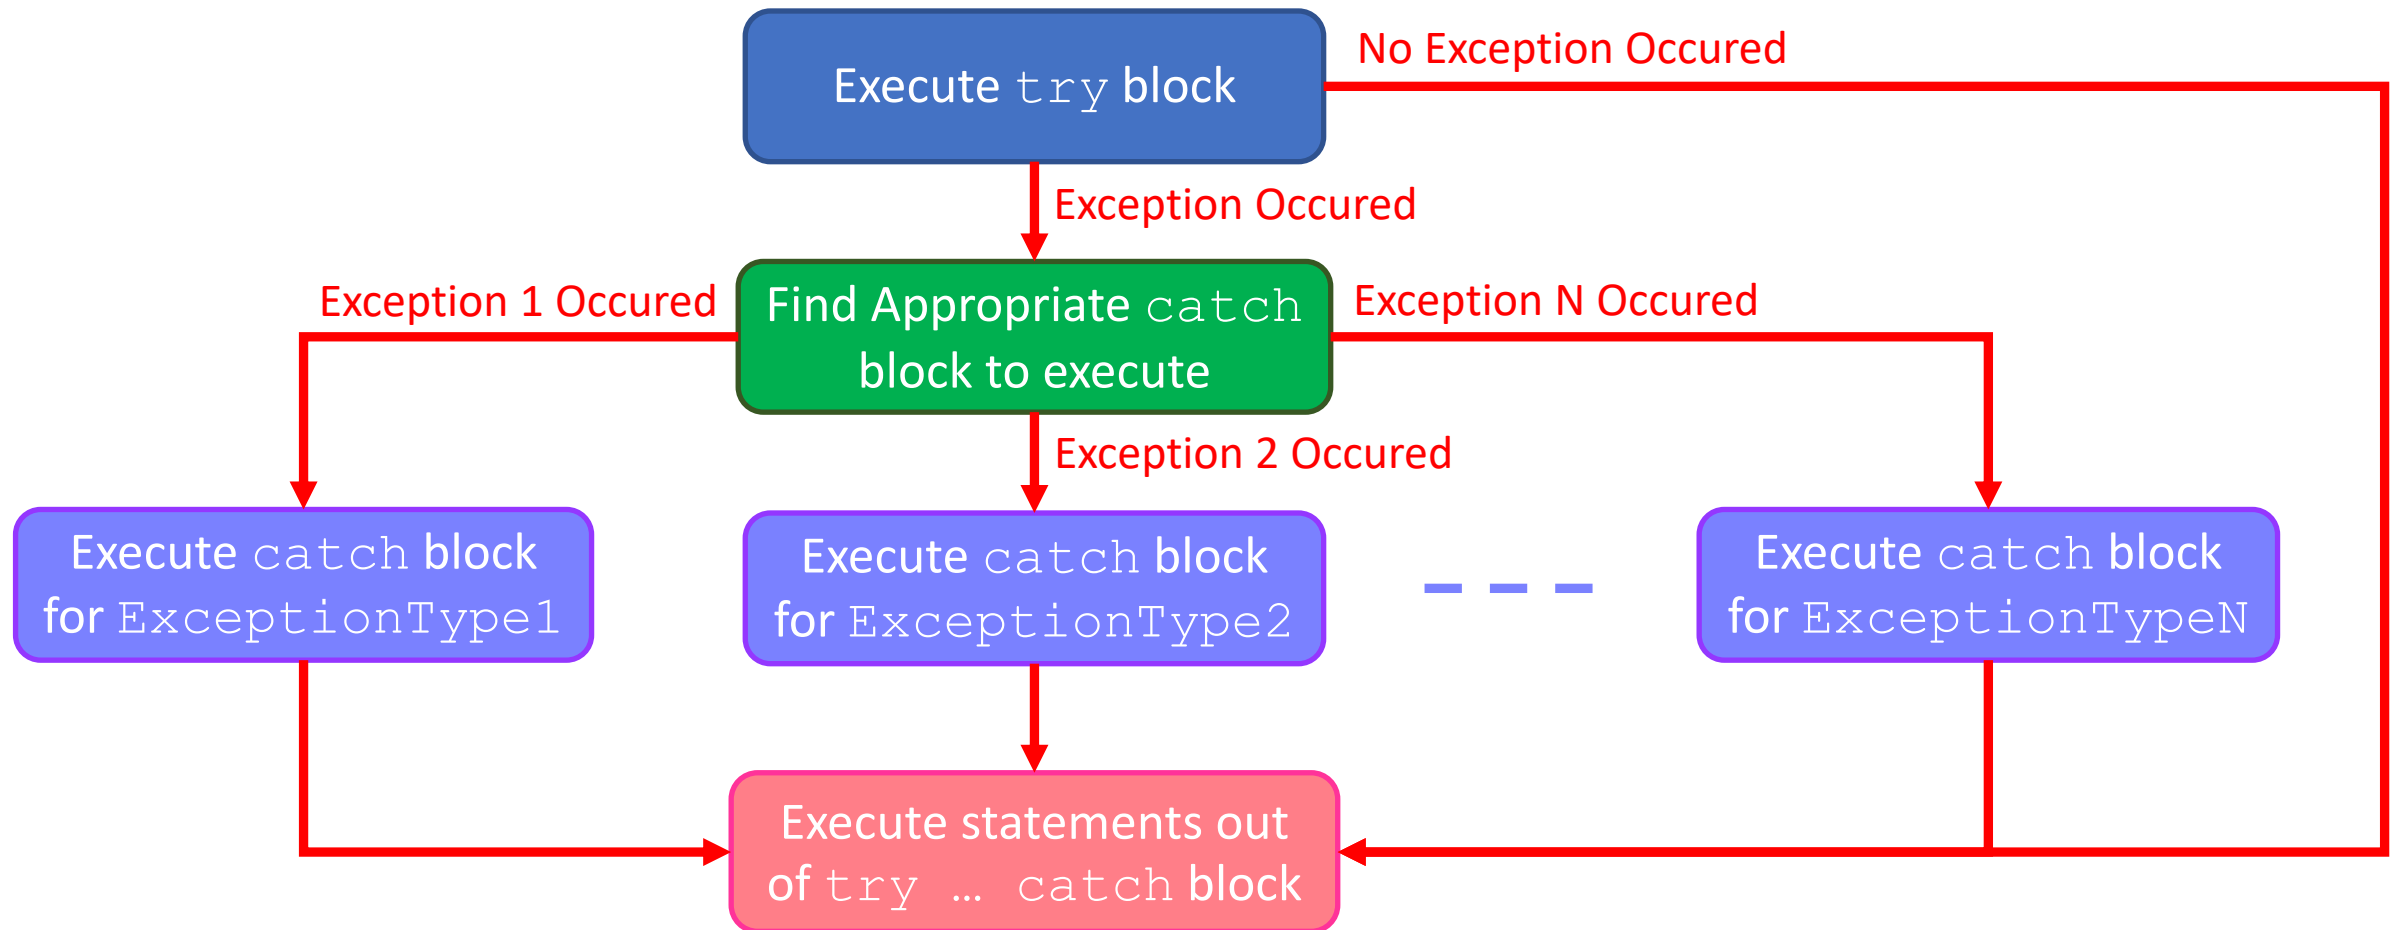 No Exception Occured
Execute try block
Exception Occured
Exception 1 Occured
Find Appropriate catch
block to execute
Exception N Occured
Exception 2 Occured
Execute catch block
for ExceptionType1
Execute catch block
for ExceptionType2
Execute catch block
for ExceptionTypeN
Execute statements out
of try … catch block